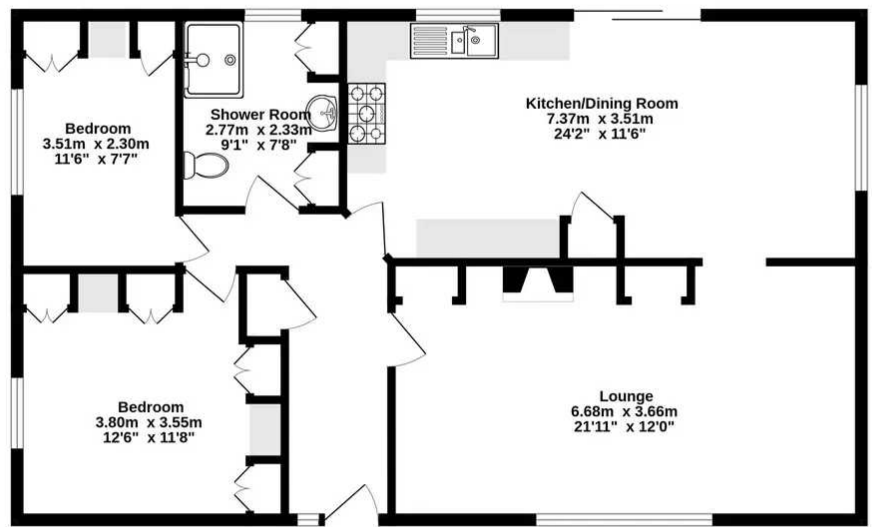 Bedroom
3.51m x 2.30m
11'6" x 7'7"
Shower Room
2.77m x 2.33m
9'1" x 7'8"
Kitchen/Dining Room
7.37m x 3.51m
24'2" x 11'6"
Bedroom
3.80m x 3.55m
12'6" x 11'8"
Lounge
6.68m x 3.66m
21'11" x 12'0"